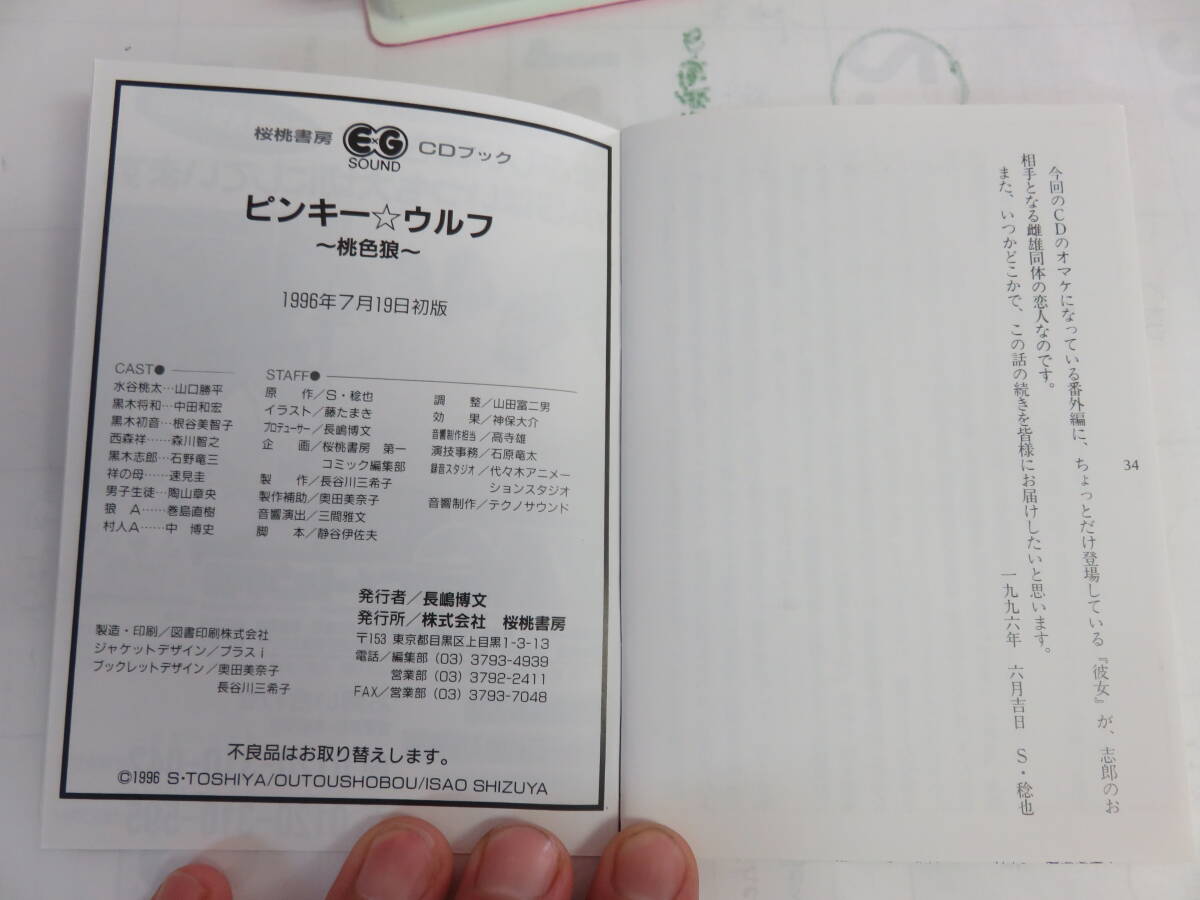 桜桃書房 E×G SOUND CDブック
ピンキー☆ウルフ
〜桃色狼〜
1996年7月19日初版
CAST●
水谷桃太…山口勝平
黒木将和…中田和宏
黒木初音…根谷美智子
西森祥……森川智之
黒木志郎…石野竜三
祥の母……速見圭
男子生徒…陶山章央
狼 A……巻島直樹
村人A……中 博史
STAFF●
原 作/S・稔也
イラスト/藤たまき
プロデューサー/長嶋博文
企 画/桜桃書房 第一
コミック編集部
製 作/長谷川三希子
製作補助/奥田美奈子
音響演出/三間雅文
脚 本/静谷伊佐夫
調 整/山田富二男
効 果/神保大介
音響制作担当/高寺雄
演技事務/石原竜太
録音スタジオ/代々木アニメー
ションスタジオ
音響制作/テクノサウンド
発行者/長嶋博文
発行所/株式会社 桜桃書房
〒153 東京都目黒区上目黒1-3-13
電話/編集部 (03) 3793-4939
営業部 (03) 3792-2411
FAX/営業部 (03) 3793-7048
製造・印刷/図書印刷株式会社
ジャケットデザイン/プラスi
ブックレットデザイン/奥田美奈子
長谷川三希子
不良品はお取り替えします。
©1996 S・TOSHIYA/OUTOUSHOBOU/ISAO SHIZUYA
今回のCDのオマケになっている番外編に、ちょっとだけ登場している『彼女』が、志郎のお
相手となる雌雄同体の恋人なのです。
また、いつかどこかで、この話の続きを皆様にお届けしたいと思います。
一九九六年 六月吉日 S・稔也
34